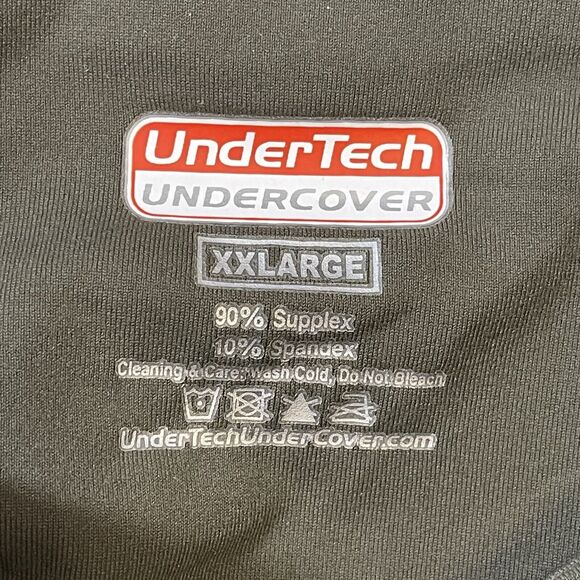 UnderTech
UNDERCOVER
XXLARGE
90% Supplex
10% Spandex
Cleaning & Care: Wash Cold, Do Not Bleach
UnderTechUnderCover.com